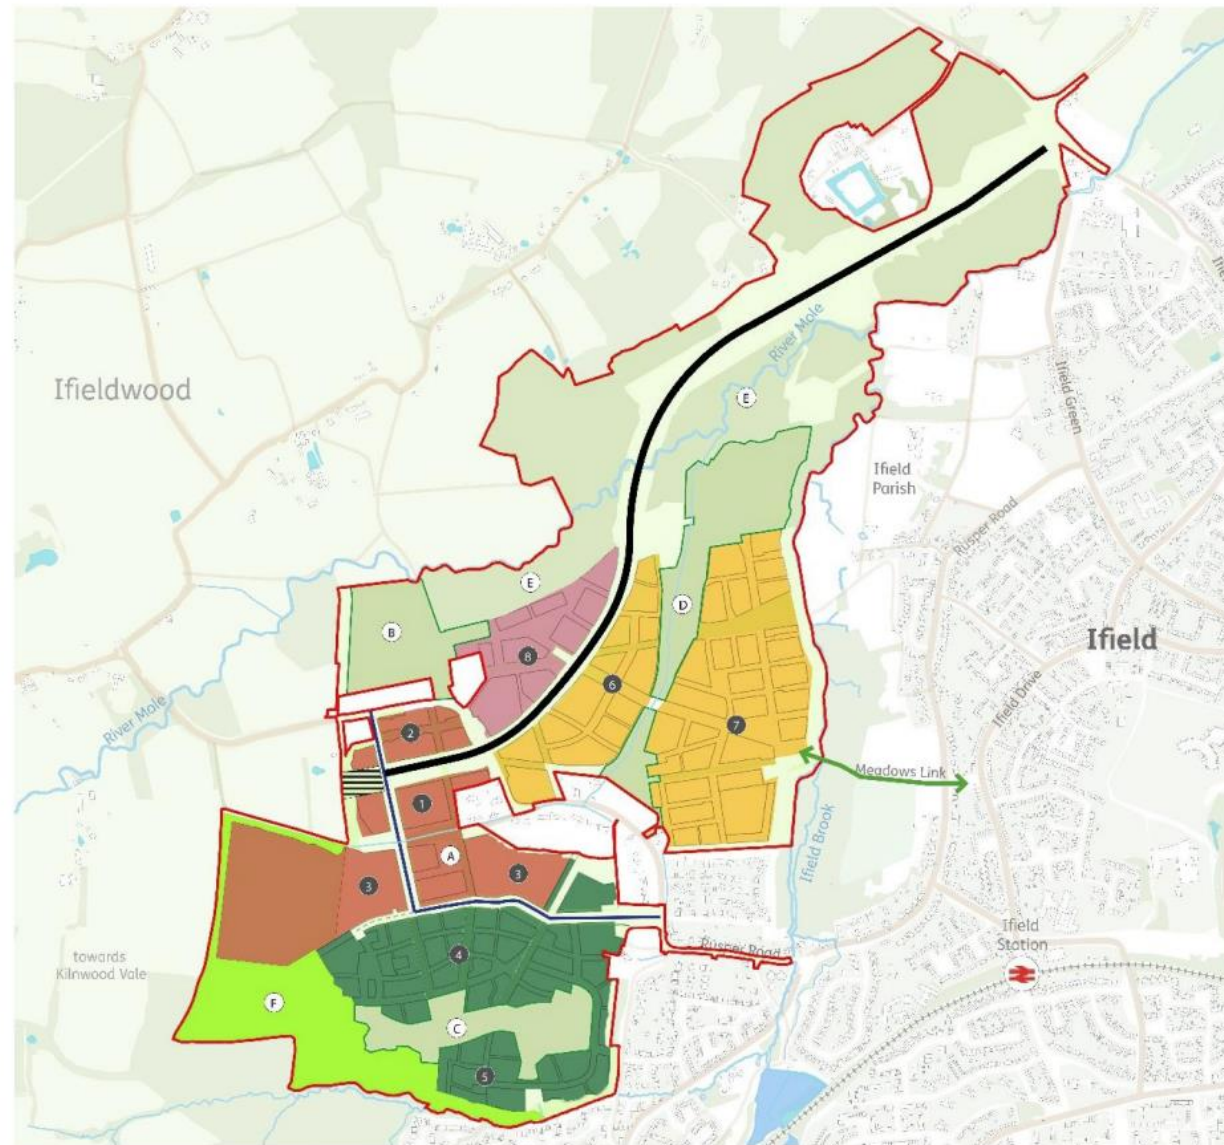 River Mole
Ifield Green
Ifieldwood
E
Ifield
Parish
Rusper Road
E
D
B
8
Ifield
6
Ifield Drive
River Mole
2
7
Meadows Link
1
Ifield Brook
A
3
3
Ifield
Station
Rusper Road
4
towards
Kilnwood Vale
F
C
5